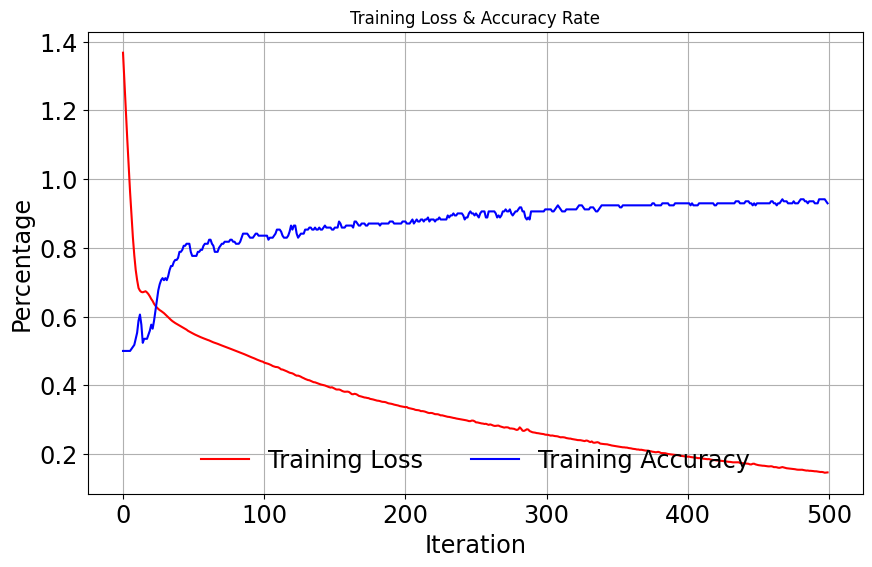 Training Loss & Accuracy Rate
1.4
1.2
1.0
0.8
0.6
0.4
0.2
Percentage
Training Loss
Training Accuracy
0
100
200
300
400
500
Iteration